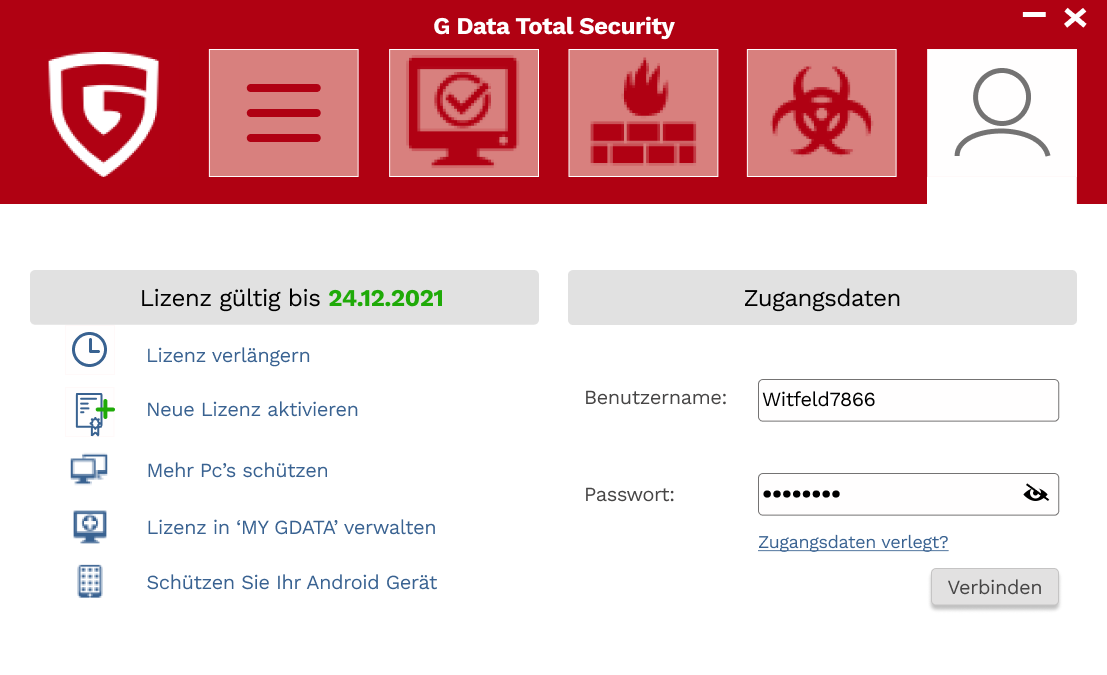 G Data Total Security
Lizenz gültig bis 24.12.2021
Lizenz verlängern
Neue Lizenz aktivieren
Mehr Pc’s schützen
Lizenz in ‘MY GDATA’ verwalten
Schützen Sie Ihr Android Gerät
Zugangsdaten
Benutzername: Witfeld7866
Passwort: ••••••••
Zugangsdaten verlegt?
Verbinden